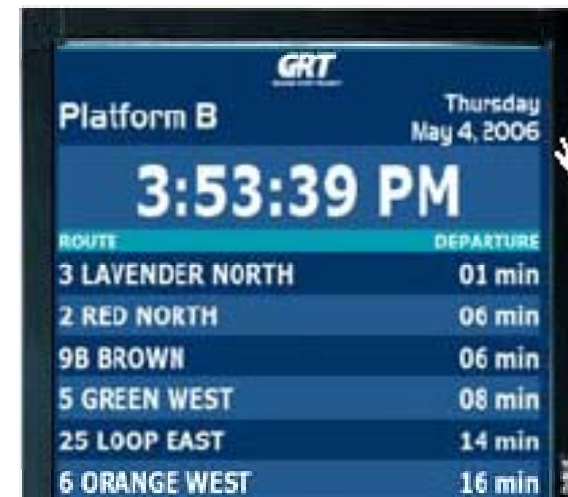 GRT
Platform B
Thursday
May 4, 2006
3:53:39 PM
ROUTE DEPARTURE
3 LAVENDER NORTH 01 min
2 RED NORTH 06 min
9B BROWN 06 min
5 GREEN WEST 08 min
25 LOOP EAST 14 min
6 ORANGE WEST 16 min